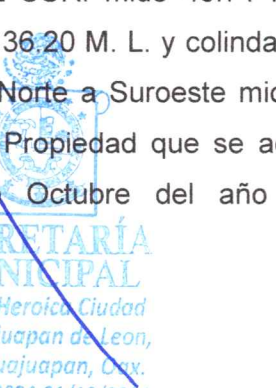 36.20 M. L. y colinda
Norte a Suroeste mid
Propiedad que se ad
Octubre del año
RETARÍA
NICIPAL
Heroica Ciudad
juapan de Leon,
uajuapan, Oax.